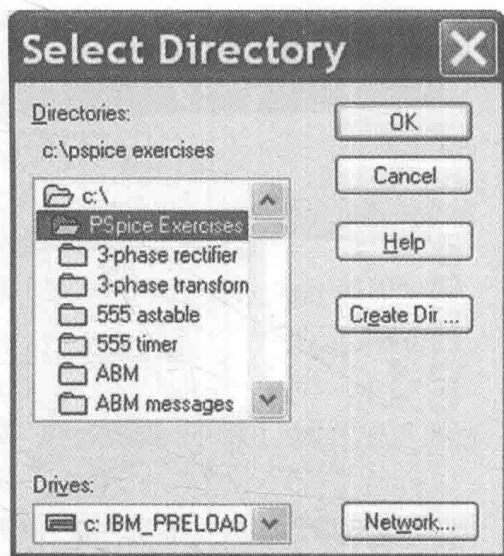 Select Directory
Directories:
c:\pspice exercises
c:\
PSpice Exercises
3-phase rectifier
3-phase transforn
555 astable
555 timer
ABM
ABM messages
Drives:
c: IBM_PRELOAD
OK
Cancel
Help
Create Dir ...
Network...